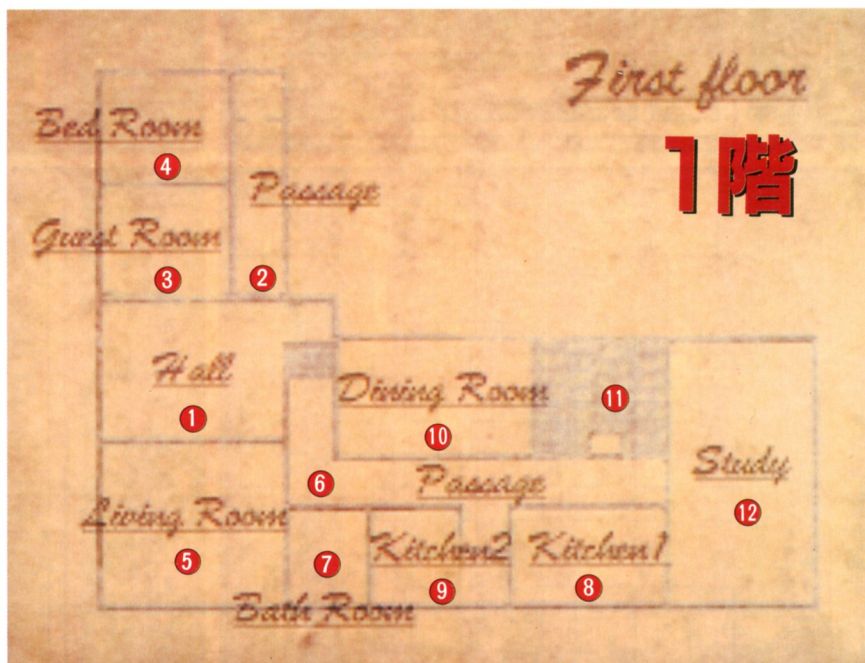 First floor
1階
Bed Room
4
Passage
Guest Room
3
2
Hall
1
Dining Room
10
11
6
Passage
Study
12
Living Room
5
7
Kitchen2
9
Kitchen1
8
Bath Room